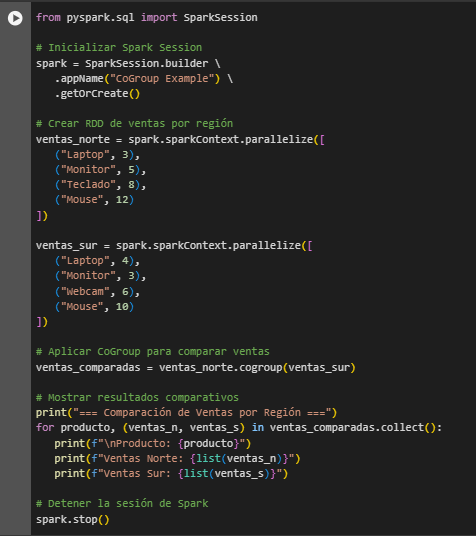 from pyspark.sql import SparkSession

# Inicializar Spark Session
spark = SparkSession.builder \
   .appName("CoGroup Example") \
   .getOrCreate()

# Crear RDD de ventas por región
ventas_norte = spark.sparkContext.parallelize([
   ("Laptop", 3),
   ("Monitor", 5),
   ("Teclado", 8),
   ("Mouse", 12)
])

ventas_sur = spark.sparkContext.parallelize([
   ("Laptop", 4),
   ("Monitor", 3),
   ("Webcam", 6),
   ("Mouse", 10)
])

# Aplicar CoGroup para comparar ventas
ventas_comparadas = ventas_norte.cogroup(ventas_sur)

# Mostrar resultados comparativos
print("=== Comparación de Ventas por Región ===")
for producto, (ventas_n, ventas_s) in ventas_comparadas.collect():
   print(f"\nProducto: {producto}")
   print(f"Ventas Norte: {list(ventas_n)}")
   print(f"Ventas Sur: {list(ventas_s)}")

# Detener la sesión de Spark
spark.stop()